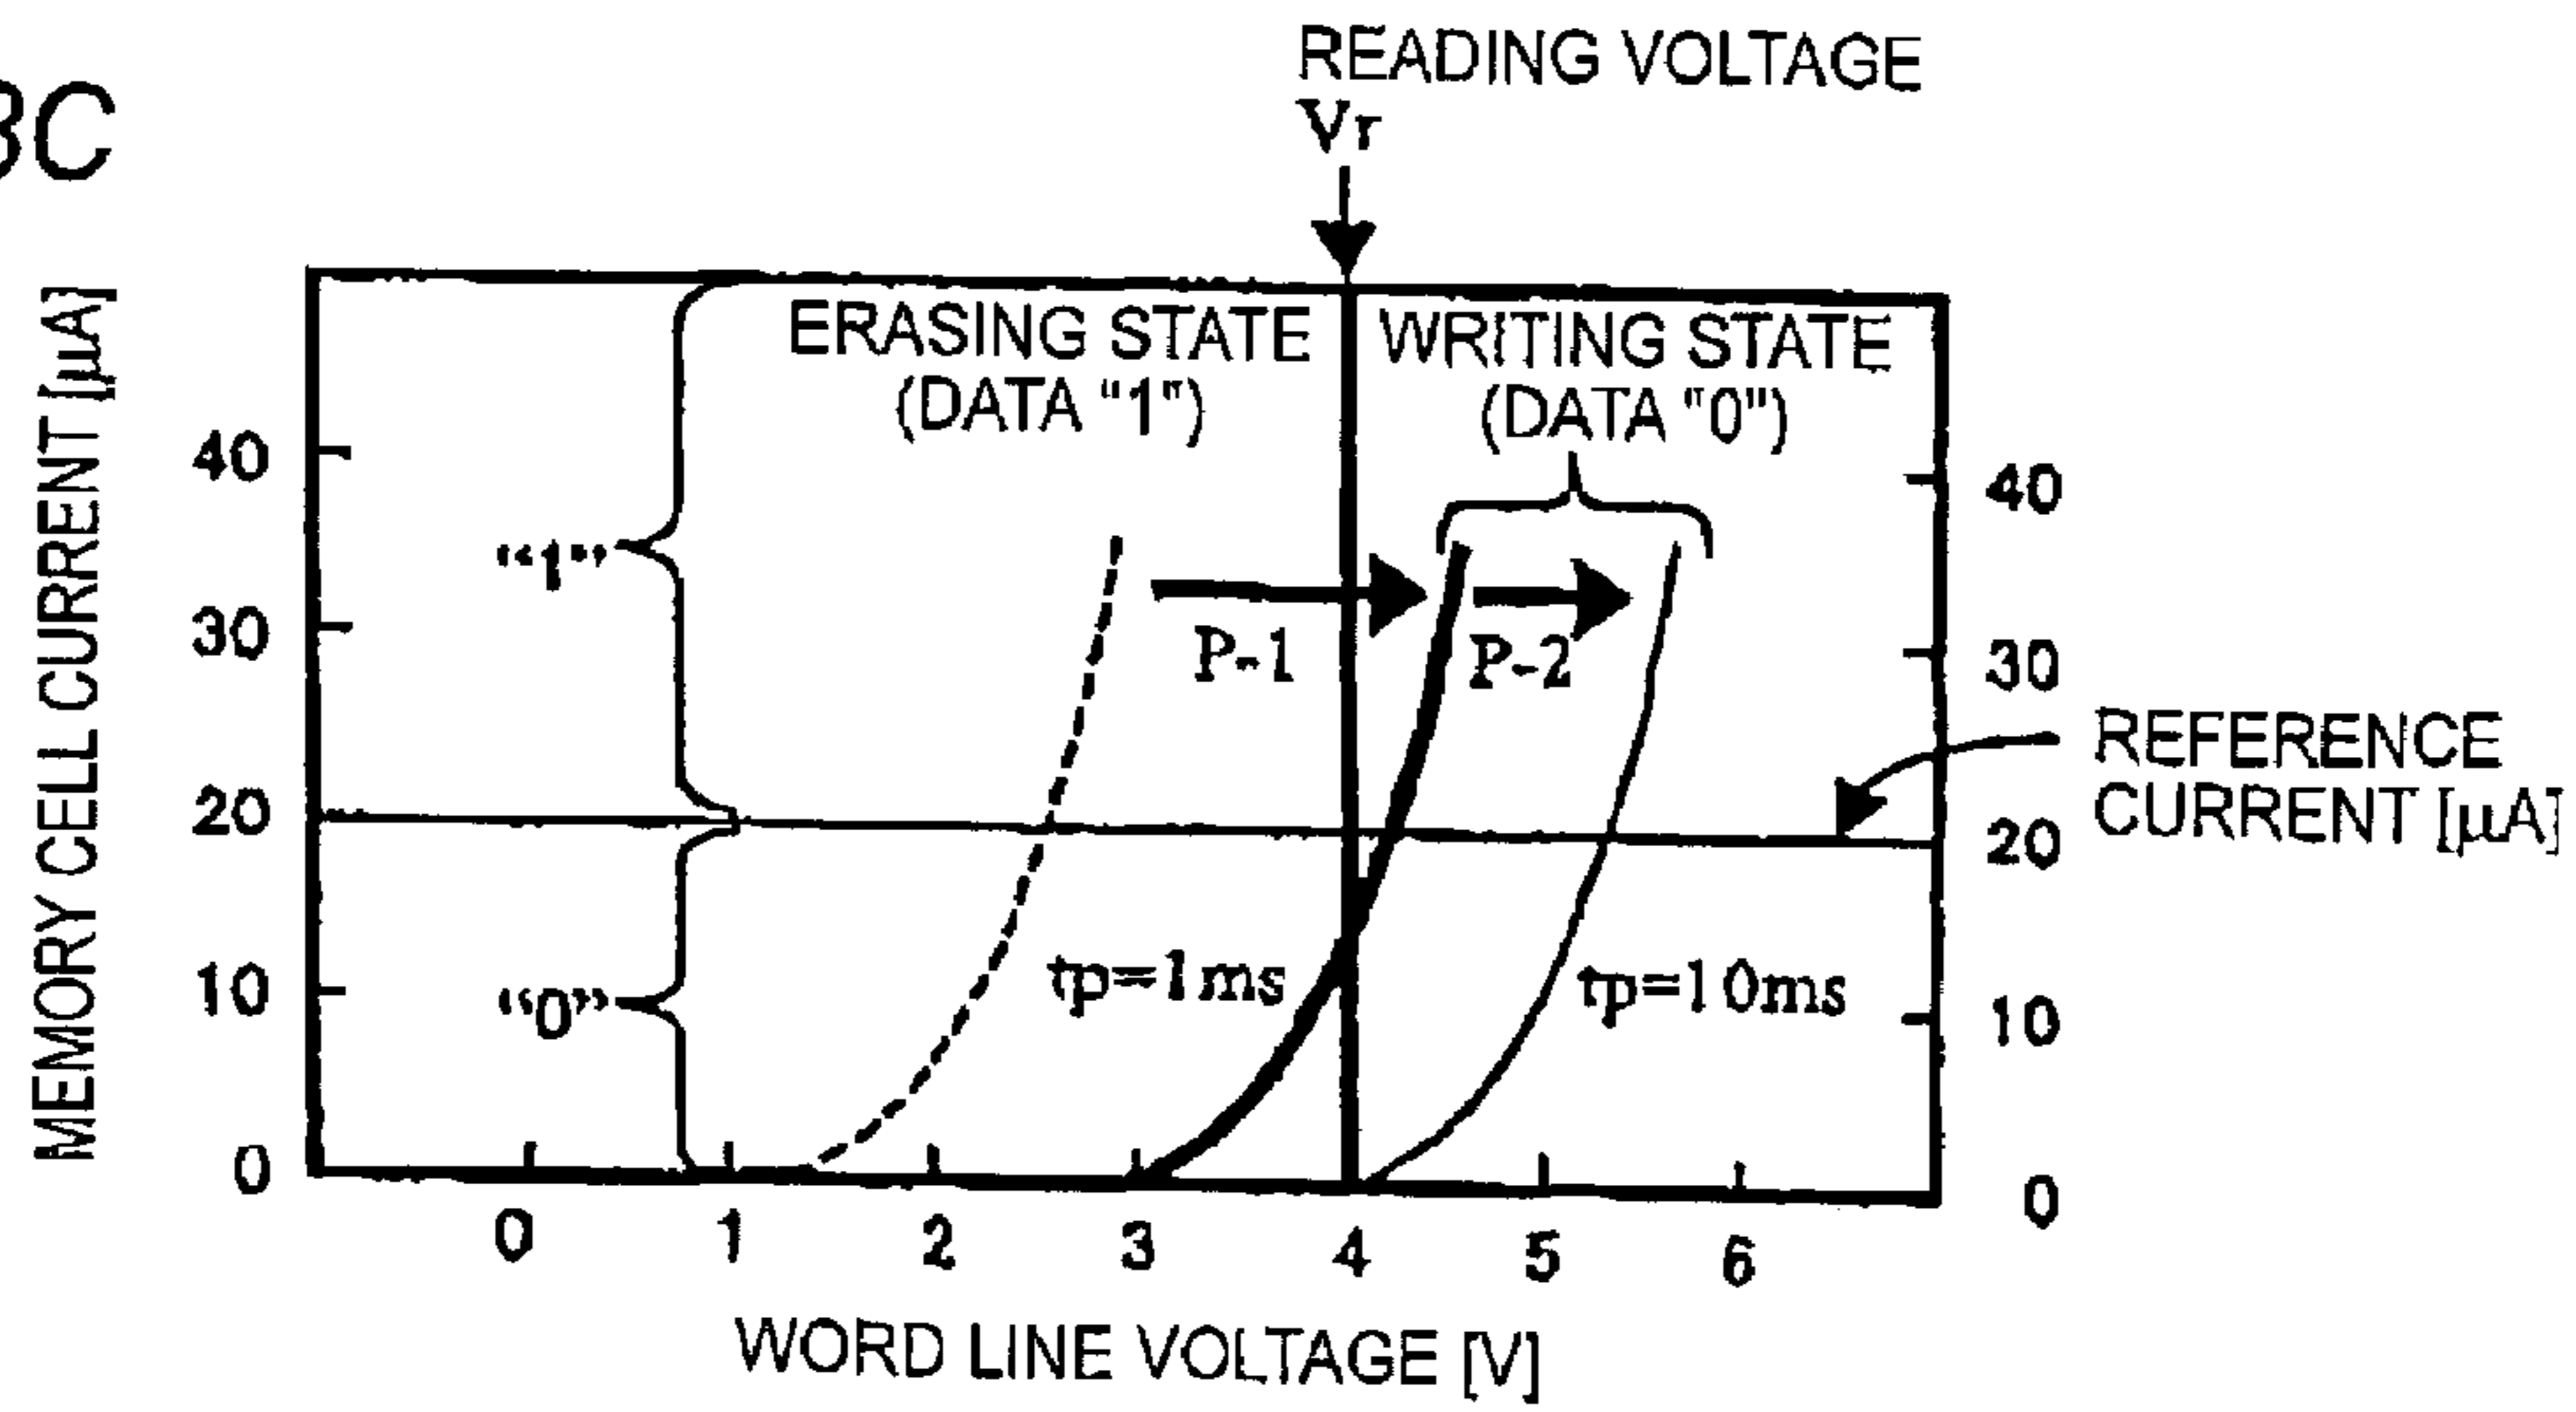 3C
READING VOLTAGE
Vr
MEMORY CELL CURRENT [μA]
ERASING STATE
(DATA "1")
WRITING STATE
(DATA "0")
40
30
20
10
0
"1"
"0"
P-1
P-2
tp=1ms
tp=10ms
40
30
20
10
0
REFERENCE
CURRENT [μA]
0 1 2 3 4 5 6
WORD LINE VOLTAGE [V]